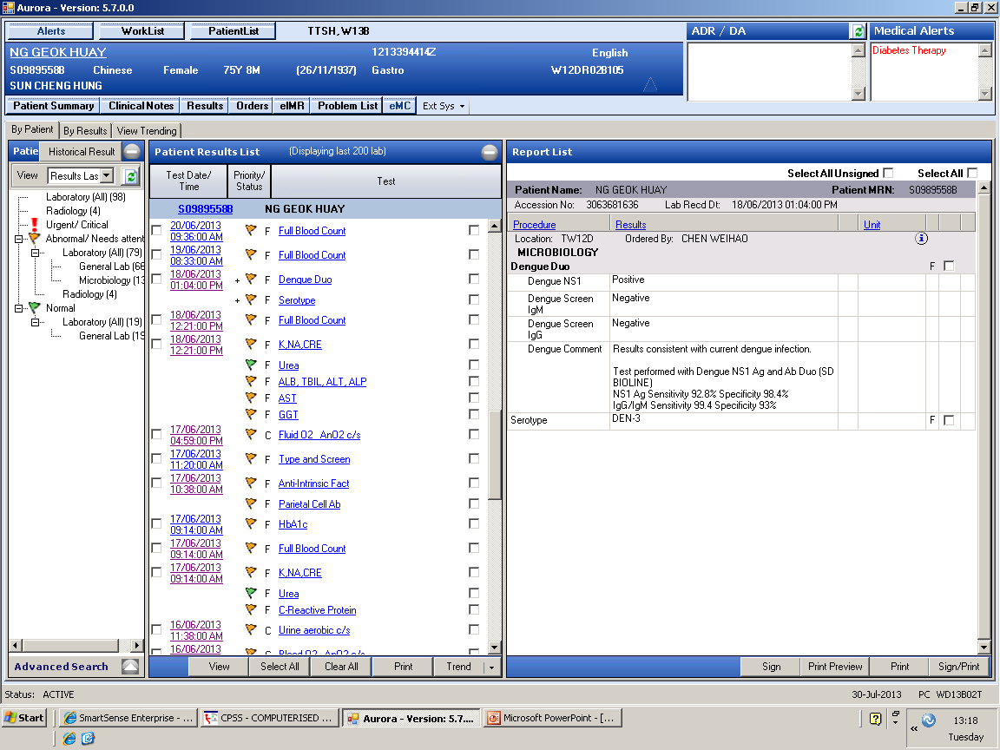 Aurora - Version: 5.7.0.0
Alerts WorkList PatientList TTSH, W13B
ADR / DA Medical Alerts
NG GEOK HUAY 1213394414Z English
Diabetes Therapy
S0989558B Chinese Female 75Y 8M (26/11/1937) Gastro W12DR02B105
SUN CHENG HUNG
Patient Summary Clinical Notes Results Orders eIMR Problem List eMC Ext Sys
By Patient By Results View Trending
Patie Historical Result
View Results Las
Laboratory (All) (98)
Radiology (4)
Urgent/ Critical
Abnormal/ Needs attent
Laboratory (All) (79)
General Lab (66
Microbiology (13
Radiology (4)
Normal
Laboratory (All) (19)
General Lab (19
Advanced Search
Patient Results List (Displaying last 200 lab)
Test Date/ Time Priority/ Status Test
S0989558B NG GEOK HUAY
20/06/2013
09:36:00 AM F Full Blood Count
19/06/2013
08:33:00 AM F Full Blood Count
18/06/2013
01:04:00 PM + F Dengue Duo
+ F Serotype
18/06/2013
12:21:00 PM F Full Blood Count
18/06/2013
12:21:00 PM F K,NA,CRE
F Urea
F ALB, TBIL, ALT, ALP
F AST
F GGT
17/06/2013
04:59:00 PM C Fluid O2_AnO2 c/s
17/06/2013
11:20:00 AM F Type and Screen
17/06/2013
10:38:00 AM F Anti-Intrinsic Fact
F Parietal Cell Ab
17/06/2013
09:14:00 AM F HbA1c
17/06/2013
09:14:00 AM F Full Blood Count
17/06/2013
09:14:00 AM F K,NA,CRE
F Urea
F C-Reactive Protein
16/06/2013
11:38:00 AM C Urine aerobic c/s
16/06/2013 C Blood O2_AnO2 c/s
View Select All Clear All Print Trend
Report List
Select All Unsigned Select All
Patient Name: NG GEOK HUAY Patient MRN: S0989558B
Accession No: 3063681636 Lab Recd Dt: 18/06/2013 01:04:00 PM
Procedure Results Unit
Location: TW12D Ordered By: CHEN WEIHAO
MICROBIOLOGY
Dengue Duo F
Dengue NS1 Positive
Dengue Screen IgM Negative
Dengue Screen IgG Negative
Dengue Comment Results consistent with current dengue infection.
Test performed with Dengue NS1 Ag and Ab Duo (SD
BIOLINE)
NS1 Ag Sensitivity 92.8% Specificity 98.4%
IgG/IgM Sensitivity 99.4 Specificity 93%
Serotype DEN-3 F
Sign Print Preview Print Sign/Print
Status: ACTIVE 30-Jul-2013 PC WD13B02T
Start SmartSense Enterprise - ... CPSS - COMPUTERISED ... Aurora - Version: 5.7.... Microsoft PowerPoint - [... 13:18
Tuesday